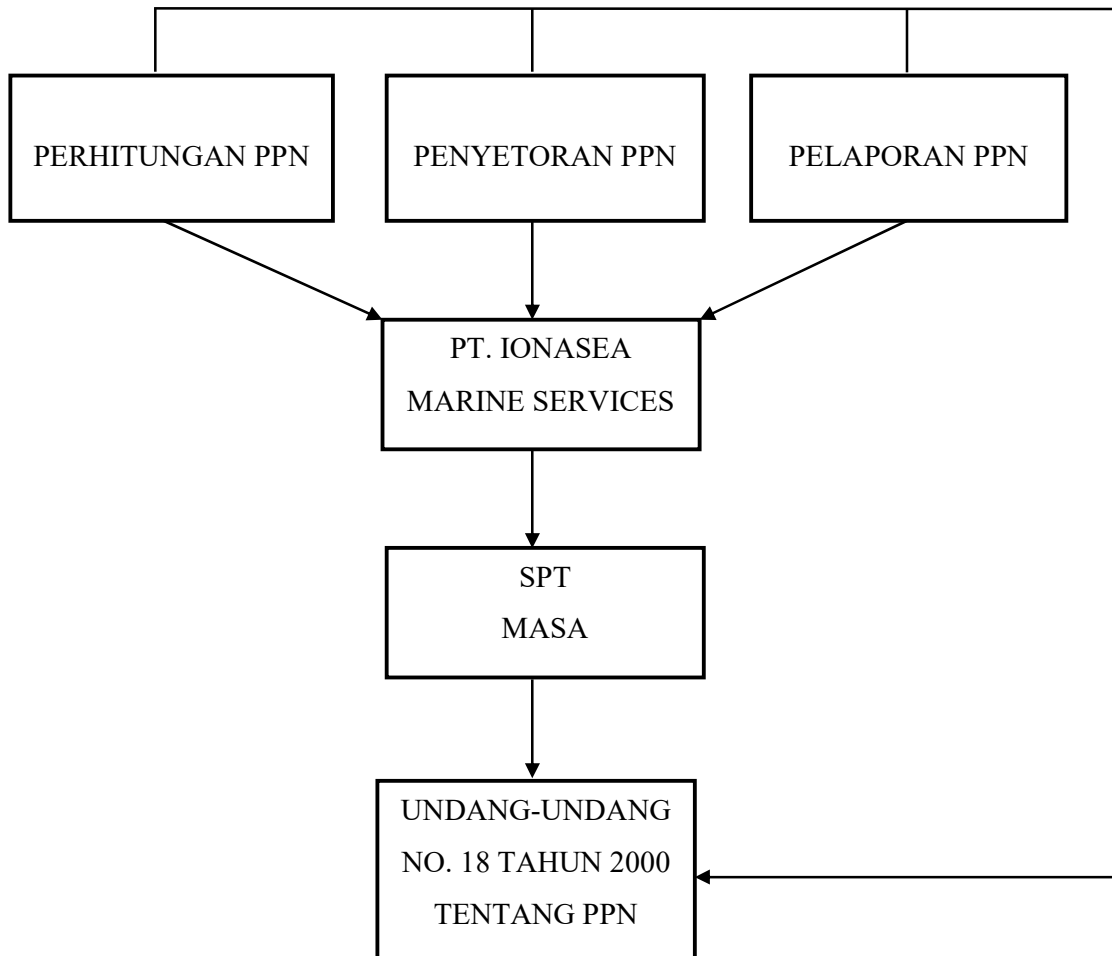 PERHITUNGAN PPN
PENYETORAN PPN
PELAPORAN PPN
PT. IONASEA
MARINE SERVICES
SPT
MASA
UNDANG-UNDANG
NO. 18 TAHUN 2000
TENTANG PPN